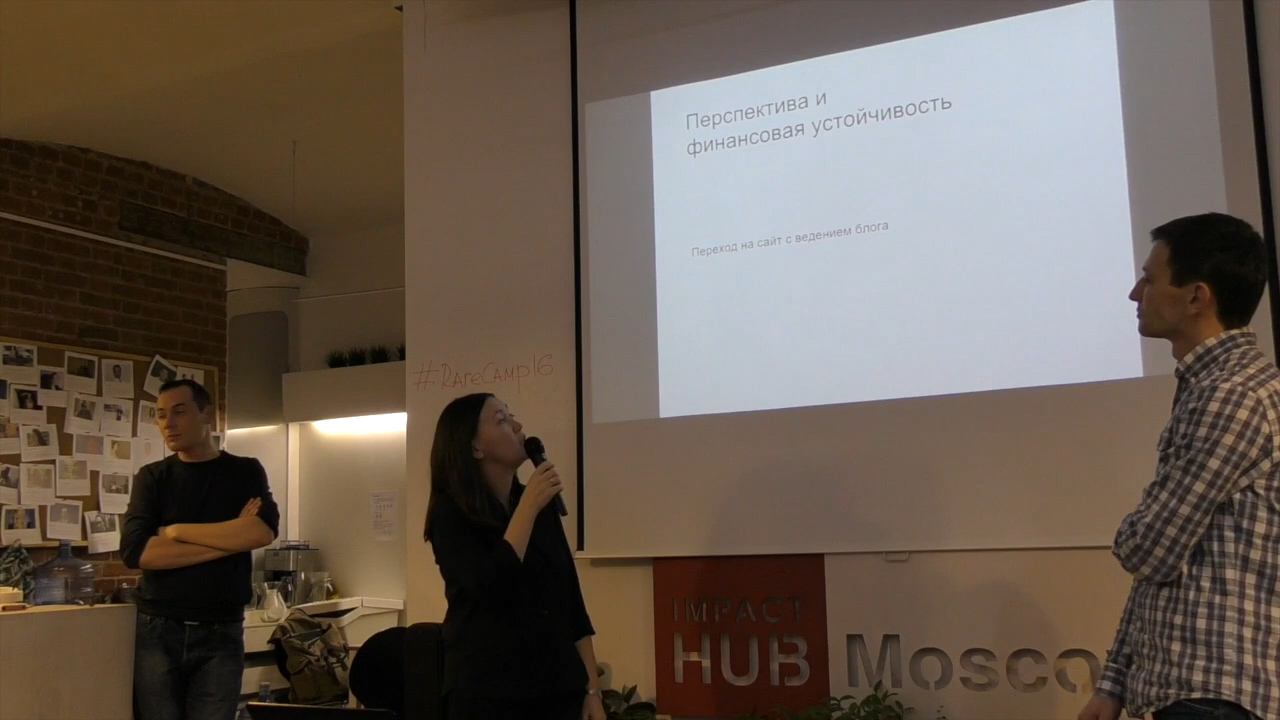 Перспектива и
финансовая устойчивость
Переход на сайт с ведением блога
#RareCamp16
IMPACT
HUB Mosco